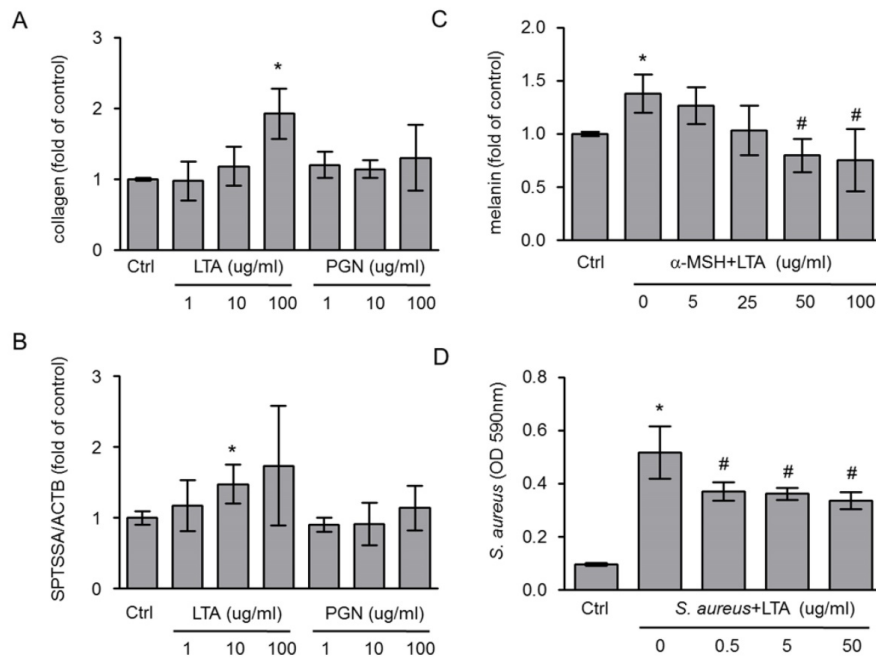 A
collagen (fold of control)
3
2
1
0
*
Ctrl
LTA (ug/ml)
PGN (ug/ml)
1 10 100 1 10 100
B
SPTSSA/ACTB (fold of control)
3
2
1
0
*
Ctrl
LTA (ug/ml)
PGN (ug/ml)
1 10 100 1 10 100
C
melanin (fold of control)
2.0
1.5
1.0
0.5
0.0
*
# #
Ctrl
α-MSH+LTA (ug/ml)
0 5 25 50 100
D
S. aureus (OD 590nm)
0.8
0.6
0.4
0.2
0.0
*
# # #
Ctrl
S. aureus+LTA (ug/ml)
0 0.5 5 50